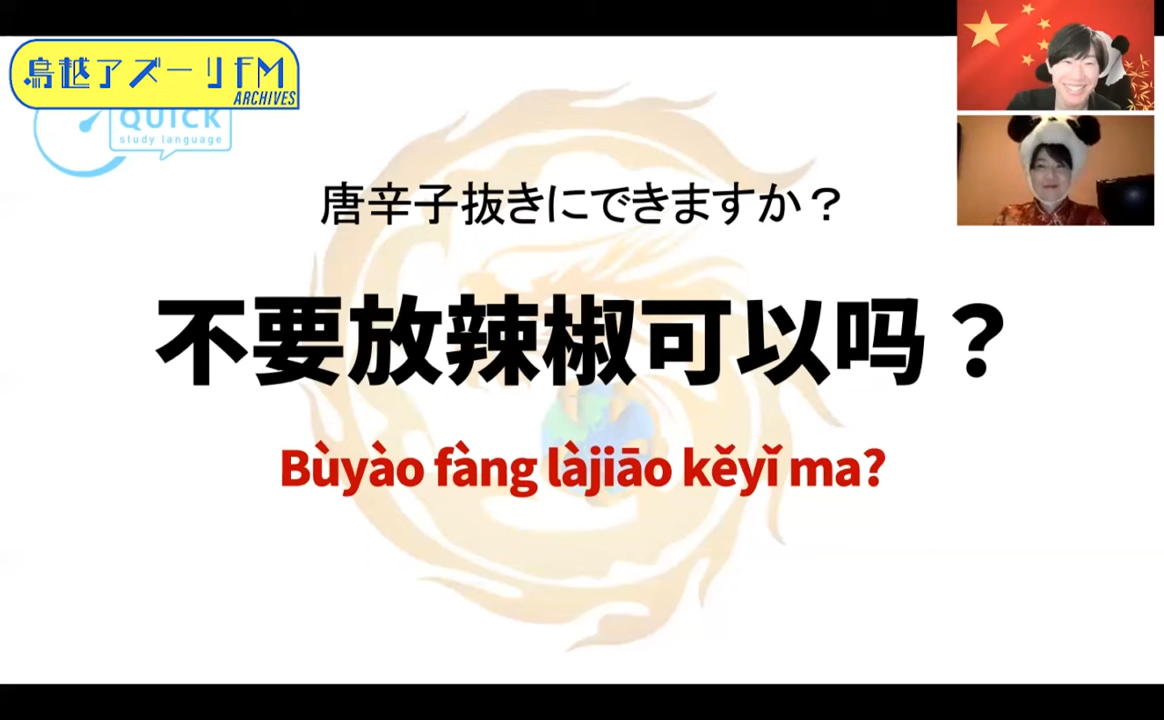 鳥越アズーリFM
ARCHIVES
QUICK
study language
唐辛子抜きにできますか？
不要放辣椒可以吗？
Bùyào fàng làjiāo kěyǐ ma?